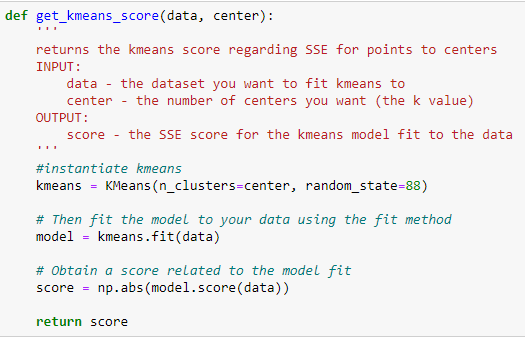 def get_kmeans_score(data, center):
    '''
    returns the kmeans score regarding SSE for points to centers
    INPUT:
        data - the dataset you want to fit kmeans to
        center - the number of centers you want (the k value)
    OUTPUT:
        score - the SSE score for the kmeans model fit to the data
    '''
    #instantiate kmeans
    kmeans = KMeans(n_clusters=center, random_state=88)

    # Then fit the model to your data using the fit method
    model = kmeans.fit(data)

    # Obtain a score related to the model fit
    score = np.abs(model.score(data))

    return score